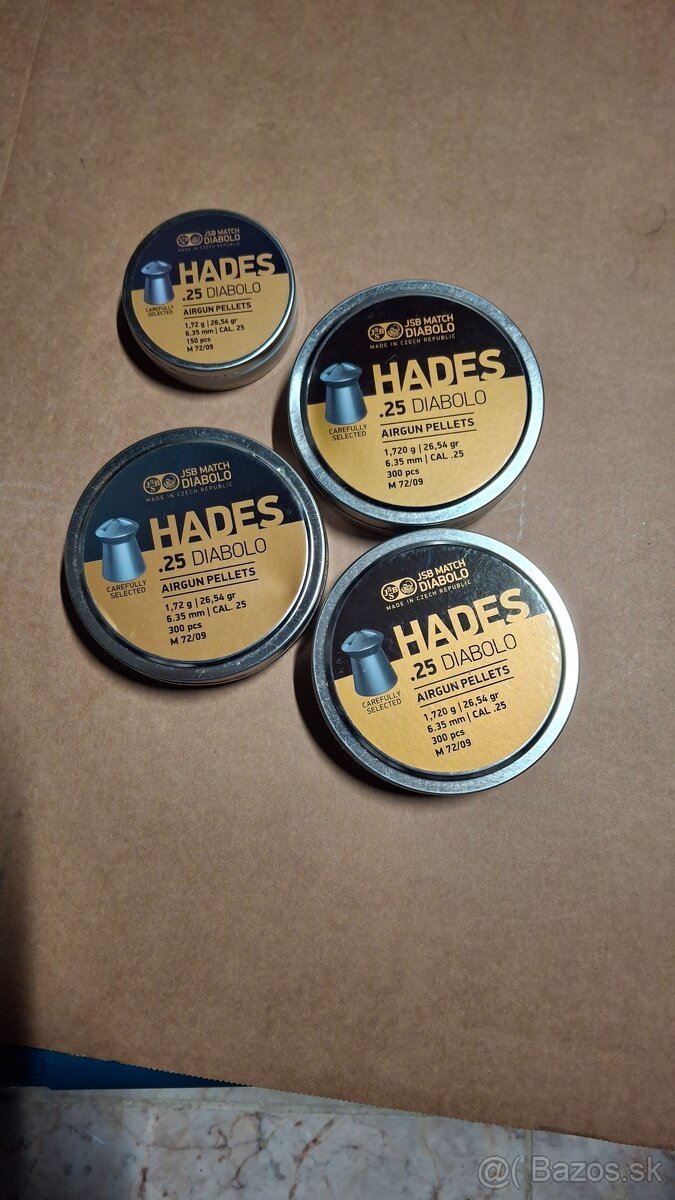 JSB MATCH
DIABOLO
MADE IN CZECH REPUBLIC
HADES
.25 DIABOLO
CAREFULLY
SELECTED
AIRGUN PELLETS
1,72 g | 26,54 gr
6.35 mm | CAL. 25
150 pcs
M 72/09
JSB MATCH
DIABOLO
MADE IN CZECH REPUBLIC
HADES
.25 DIABOLO
CAREFULLY
SELECTED
AIRGUN PELLETS
1,720 g | 26,54 gr
6.35 mm | CAL .25
300 pcs
M 72/09
JSB MATCH
DIABOLO
MADE IN CZECH REPUBLIC
HADES
.25 DIABOLO
CAREFULLY
SELECTED
AIRGUN PELLETS
1,72 g | 26,54 gr
6.35 mm | CAL. 25
300 pcs
M 72/09
JSB MATCH
DIABOLO
MADE IN CZECH REPUBLIC
HADES
.25 DIABOLO
CAREFULLY
SELECTED
AIRGUN PELLETS
1,720 g | 26,54 gr
6.35 mm | CAL .25
300 pcs
M 72/09
@( Bazos.sk